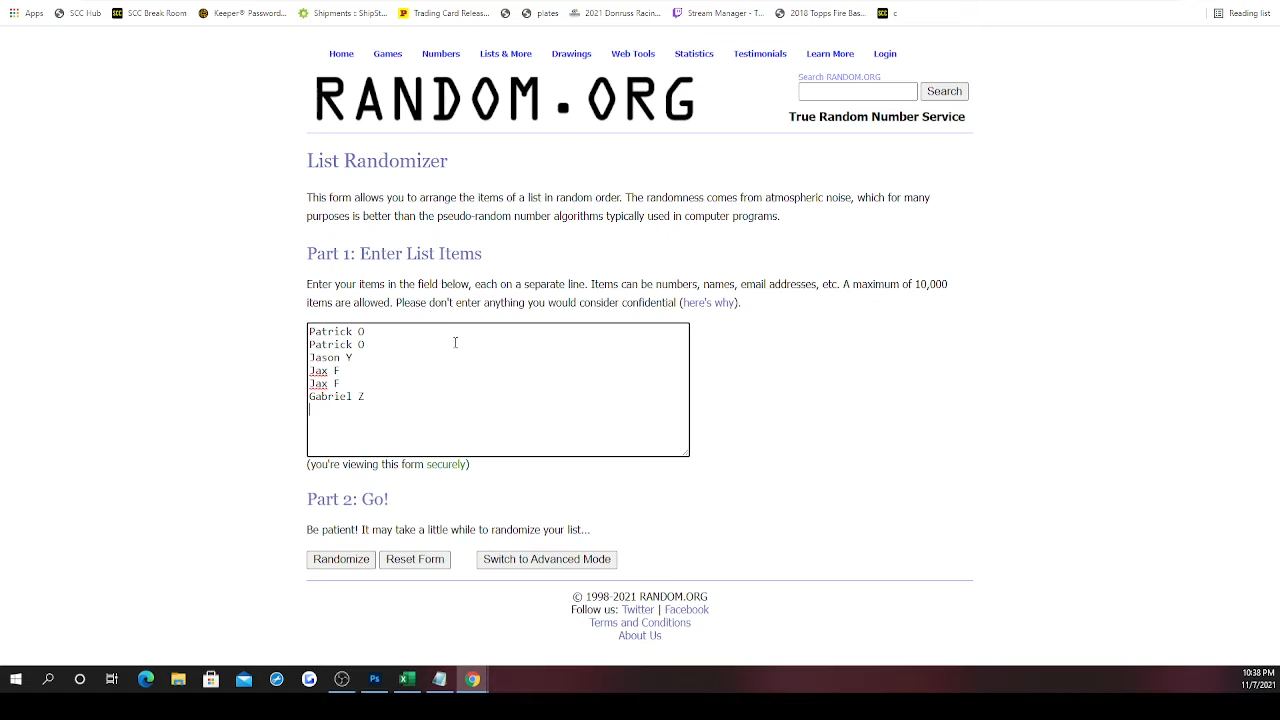 Apps SCC Hub SCC Break Room Keeper® Password... Shipments :: ShipSt... Trading Card Releas... plates 2021 Donruss Racin... Stream Manager - T... 2018 Topps Fire Bas... c Reading list
Home Games Numbers Lists & More Drawings Web Tools Statistics Testimonials Learn More Login
RANDOM.ORG
Search RANDOM.ORG
Search
True Random Number Service
List Randomizer
This form allows you to arrange the items of a list in random order. The randomness comes from atmospheric noise, which for many
purposes is better than the pseudo-random number algorithms typically used in computer programs.
Part 1: Enter List Items
Enter your items in the field below, each on a separate line. Items can be numbers, names, email addresses, etc. A maximum of 10,000
items are allowed. Please don't enter anything you would consider confidential (here's why).
Patrick O
Patrick O
Jason Y
Jax F
Jax F
Gabriel Z
(you're viewing this form securely)
Part 2: Go!
Be patient! It may take a little while to randomize your list...
Randomize Reset Form Switch to Advanced Mode
© 1998-2021 RANDOM.ORG
Follow us: Twitter | Facebook
Terms and Conditions
About Us
10:38 PM
11/7/2021